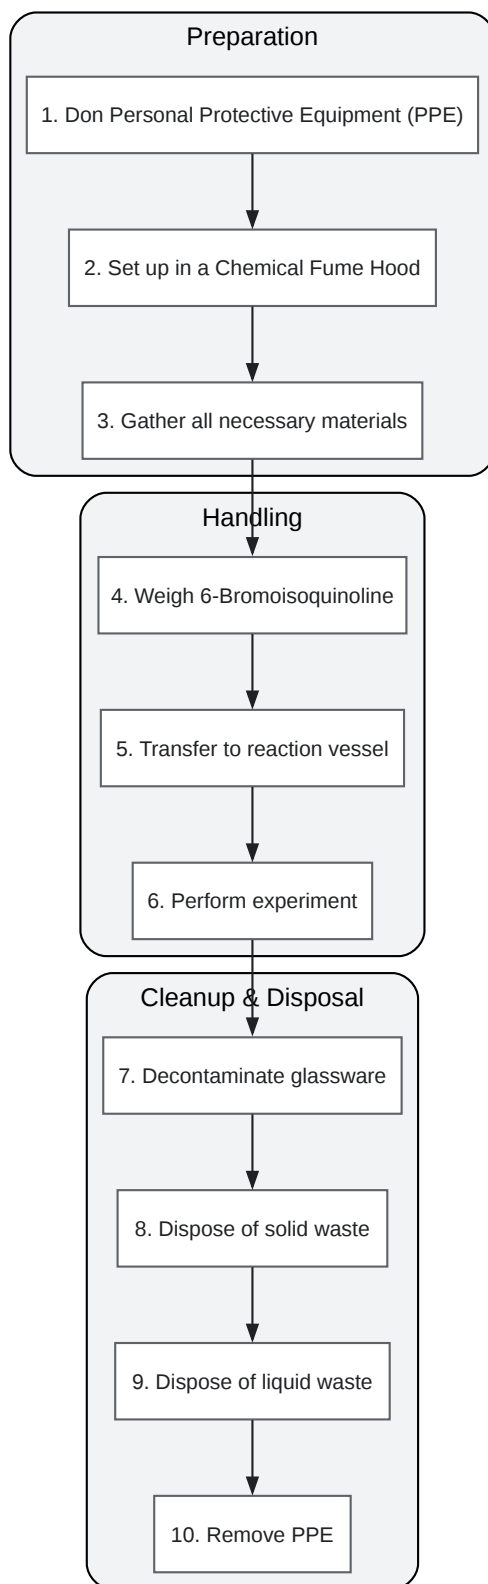 Preparation
1. Don Personal Protective Equipment (PPE)
2. Set up in a Chemical Fume Hood
3. Gather all necessary materials
Handling
4. Weigh 6-Bromoisoquinoline
5. Transfer to reaction vessel
6. Perform experiment
Cleanup & Disposal
7. Decontaminate glassware
8. Dispose of solid waste
9. Dispose of liquid waste
10. Remove PPE